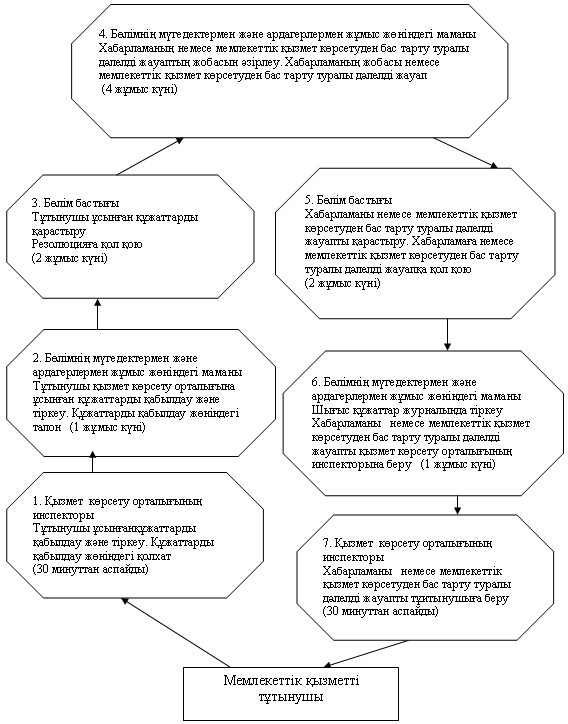 4. Бөлімнің мүгедектермен және ардагерлермен жұмыс жөніндегі маманы
Хабарламаның немесе мемлекеттік қызмет көрсетуден бас тарту туралы
дәлелді жауаптың жобасын әзірлеу. Хабарламаның жобасы немесе
мемлекеттік қызмет көрсетуден бас тарту туралы дәлелді жауап
(4 жұмыс күні)
3. Бөлім бастығы
Тұтынушы ұсынған құжаттарды
қарастыру
Резолюцияға қол қою
(2 жұмыс күні)
5. Бөлім бастығы
Хабарламаны немесе мемлекеттік қызмет
көрсетуден бас тарту туралы дәлелді
жауапты қарастыру. Хабарламаға немесе
мемлекеттік қызмет көрсетуден бас тарту
туралы дәлелді жауапқа қол қою
(2 жұмыс күні)
2. Бөлімнің мүгедектермен және
ардагерлермен жұмыс жөніндегі маманы
Тұтынушы қызмет көрсету орталығына
ұсынған құжаттарды қабылдау және
тіркеу. Құжаттарды қабылдау жөніндегі
талон (1 жұмыс күні)
6. Бөлімнің мүгедектермен және
ардагерлермен жұмыс жөніндегі маманы
Шығыс құжаттар журналында тіркеу
Хабарламаны немесе мемлекеттік қызмет
көрсетуден бас тарту туралы дәлелді
жауапты қызмет көрсету орталығының
инспекторына беру (1 жұмыс күні)
1. Қызмет көрсету орталығының
инспекторы
Тұтынушы ұсынғанқұжаттарды
қабылдау және тіркеу. Құжаттарды
қабылдау жөніндегі қолхат
(30 минуттан аспайды)
7. Қызмет көрсету орталығының
инспекторы
Хабарламаны немесе мемлекеттік
қызмет көрсетуден бас тарту туралы
дәлелді жауапты тұитынушыға беру
(30 минуттан аспайды)
Мемлекеттік қызметті
тұтынушы